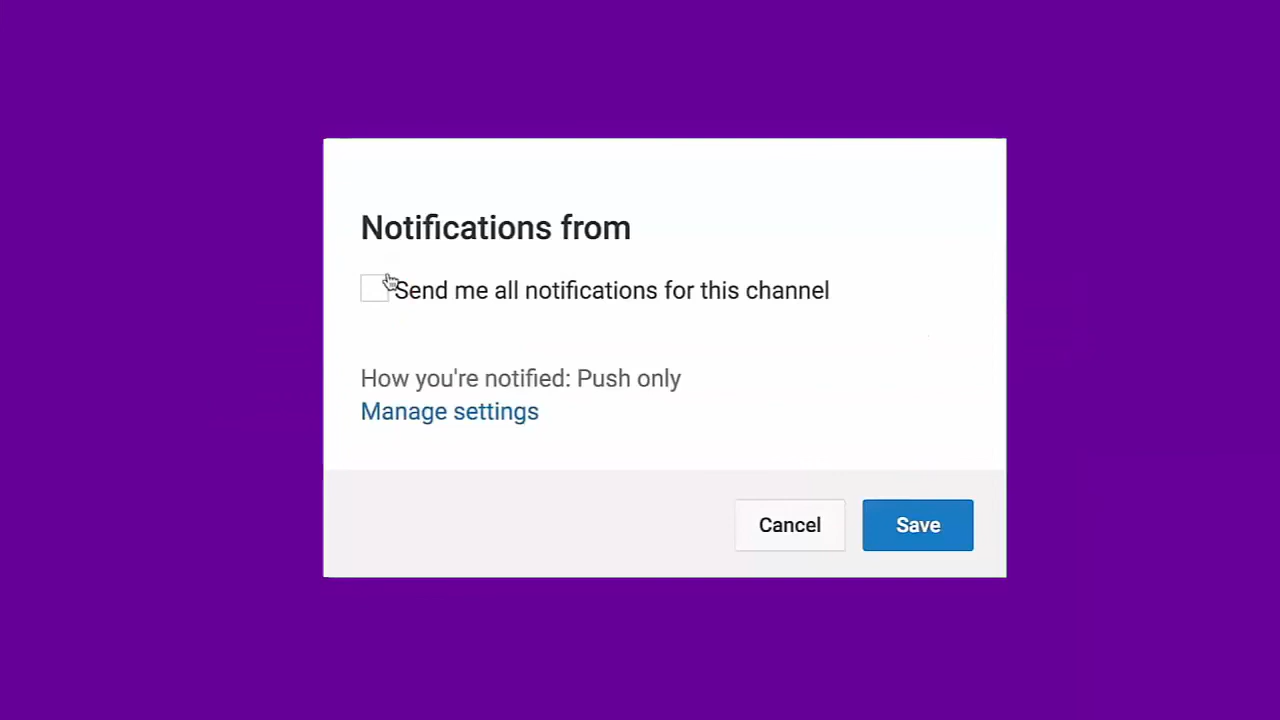 Notifications from
Send me all notifications for this channel
How you're notified: Push only
Manage settings
Cancel Save